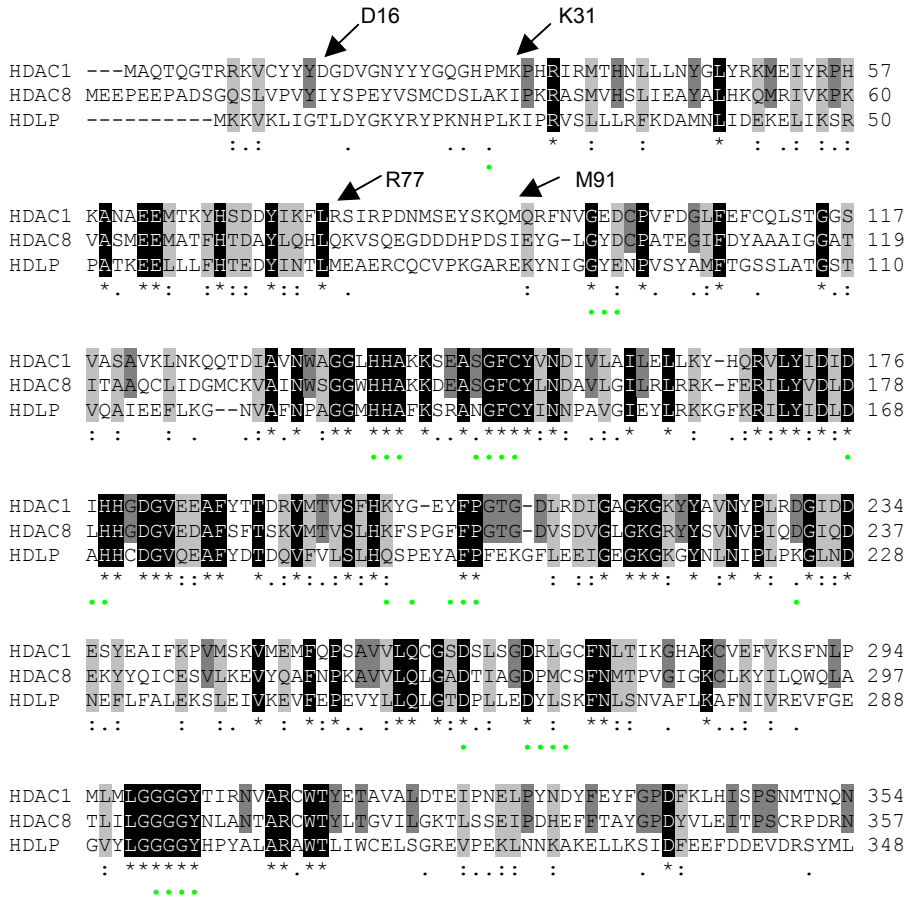 D16 K31
HDAC1 ---MAQTQGTRRKVCYYYDGDVGNYYYGQGHPMKPHRIRMTHNLLLNYGLYRKMEIYRPH 57
HDAC8 MEEPEEPADSGQSLVPVYIYSPEYVSMCDSLAKIPKRASMVHSLIEAYALHKQMRIVKPK 60
HDLP ----------MKKVKLIGTLDYGKYRYPKNHPLKIPRVSLLLRFKDAMNLIDEKELIKSR 50
:.: . . . * : : * : .: :
R77 M91
HDAC1 KANAEEMTKYHSDDYIKFLRSIRPDNMSEYSKQMQRFNVGEDCPVFDGLFEFCQLSTGGS 117
HDAC8 VASMEEMATFHTDAYLQHLQKVSQEGDDDHPDSIEYG-LGYDCPATEGIFDYAAAIGGAT 119
HDLP PATKEELLLFHTEDYINTLMEAERCQCVPKGAREKYNIGGYENPVSYAMFTGSSLATGST 110
*. **: :*:: *:: * . : * : *. .:* . *.:
HDAC1 VASAVKLNKQQTDIAVNWAGGLHHAKKSEASGFCYVNDIVLAILELLKY-HQRVLYIDID 176
HDAC8 ITAAQCLIDGMCKVAINWSGGWHHAKKDEASGFCYLNDAVLGILRLRRK-FERILYVDLD 178
HDLP VQAIEEFLKG--NVAFNPAGGMHHAFKSRANGFCYINNPAVGIEYLRKKGFKRILYIDLD 168
: : : . .:*.* :** *** * .*.****:*: .:.* * : .:*:**:*:*
HDAC1 IHHGDGVEEAFYTTDRVMTVSFHKYG-EYFPGTG-DLRDIGAGKGKYYAVNYPLRDGIDD 234
HDAC8 LHHGDGVEDAFSFTSKVMTVSLHKFSPGFFPGTG-DVSDVGLGKGRYYSVNVPIQDGIQD 237
HDLP AHHCDGVQEAFYDTDQVFVLSLHQSPEYAFPFEKGFLEEIGEGKGKGYNLNIPLPKGLND 228
** ***::** *.:*:.:*:*: ** : ::* ***: * :* *: .*:.*
HDAC1 ESYEAIFKPVMSKVMEMFQPSAVVLQCGSDSLSGDRLGCFNLTIKGHAKCVEFVKSFNLP 294
HDAC8 EKYYQICESVLKEVYQAFNPKAVVLQLGADTIAGDPMCSFNMTPVGIGKCLKYILQWQLA 297
HDLP NEFLFALEKSLEIVKEVFEPEVYLLQLGTDPLLEDYLSKFNLSNVAFLKAFNIVREVFGE 288
:.: : :. * : *:*.. :** *:*.: * : **:: . *..: : .
HDAC1 MLMLGGGGYTIRNVARCWTYETAVALDTEIPNELPYNDYFEYFGPDFKLHISPSNMTNQN 354
HDAC8 TLILGGGGYNLANTARCWTYLTGVILGKTLSSEIPDHEFFTAYGPDYVLEITPSCRPDRN 357
HDLP GVYLGGGGYHPYALARAWTLIWCELSGREVPEKLNNKAKELLKSIDFEEFDDEVDRSYML 348
: ****** **.** . :..:: : . *: .